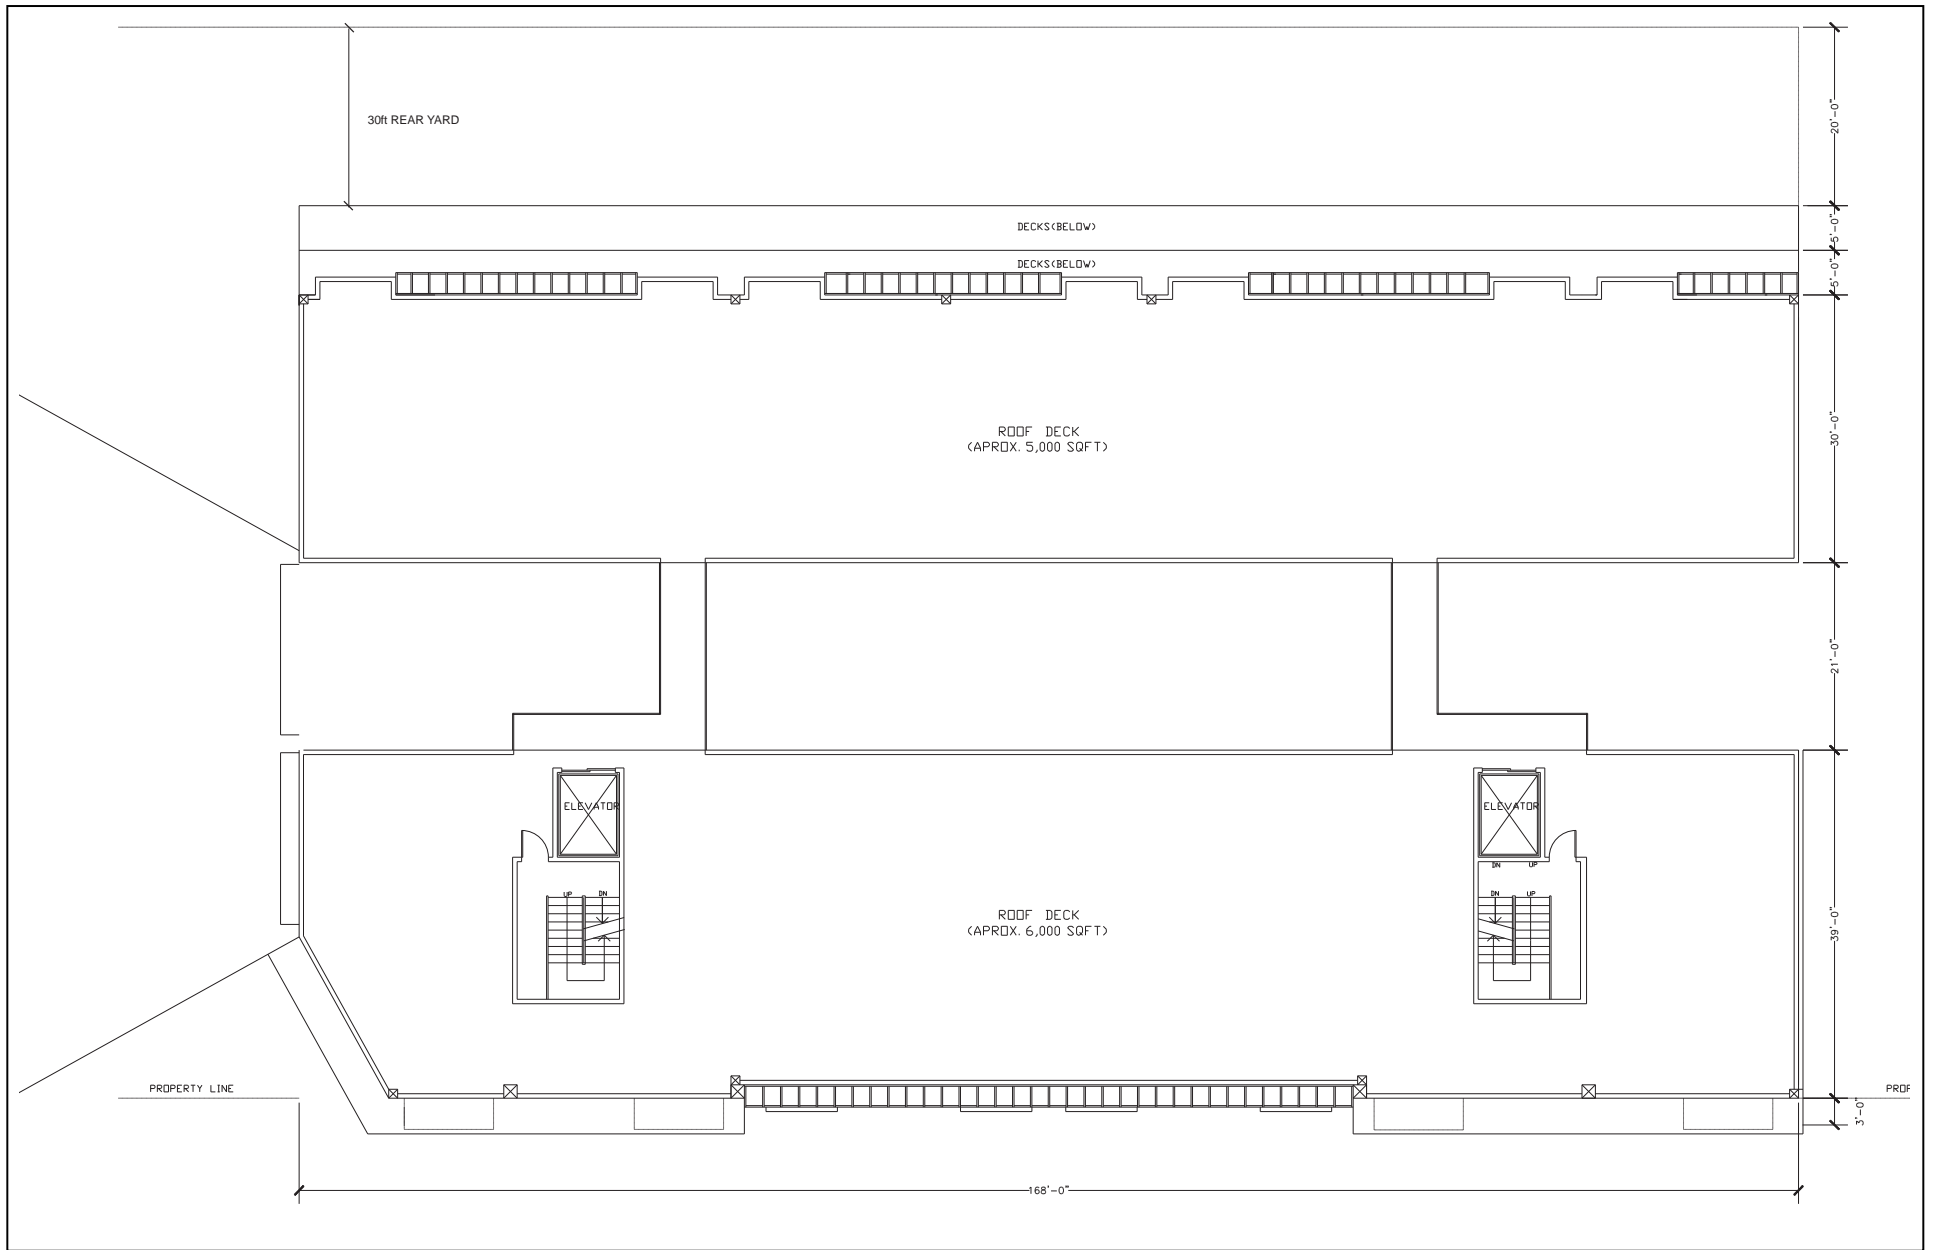 20'-0"
30ft REAR YARD
DECKS(BELOW)
5'-0"
DECKS(BELOW)
5'-0"
ROOF DECK
(APROX. 5,000 SQFT)
30'-0"
21'-0"
ELEVATOR
ELEVATOR
DN UP
UP DN
DN UP
ROOF DECK
(APROX. 6,000 SQFT)
39'-0"
PROPERTY LINE
PROP
3'-0"
168'-0"